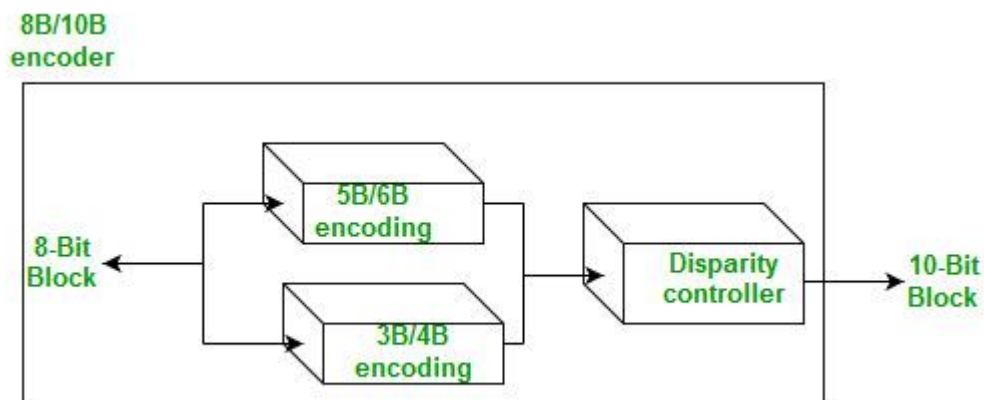 8B/10B
encoder
5B/6B
encoding
8-Bit
Block
Disparity
controller
10-Bit
Block
3B/4B
encoding